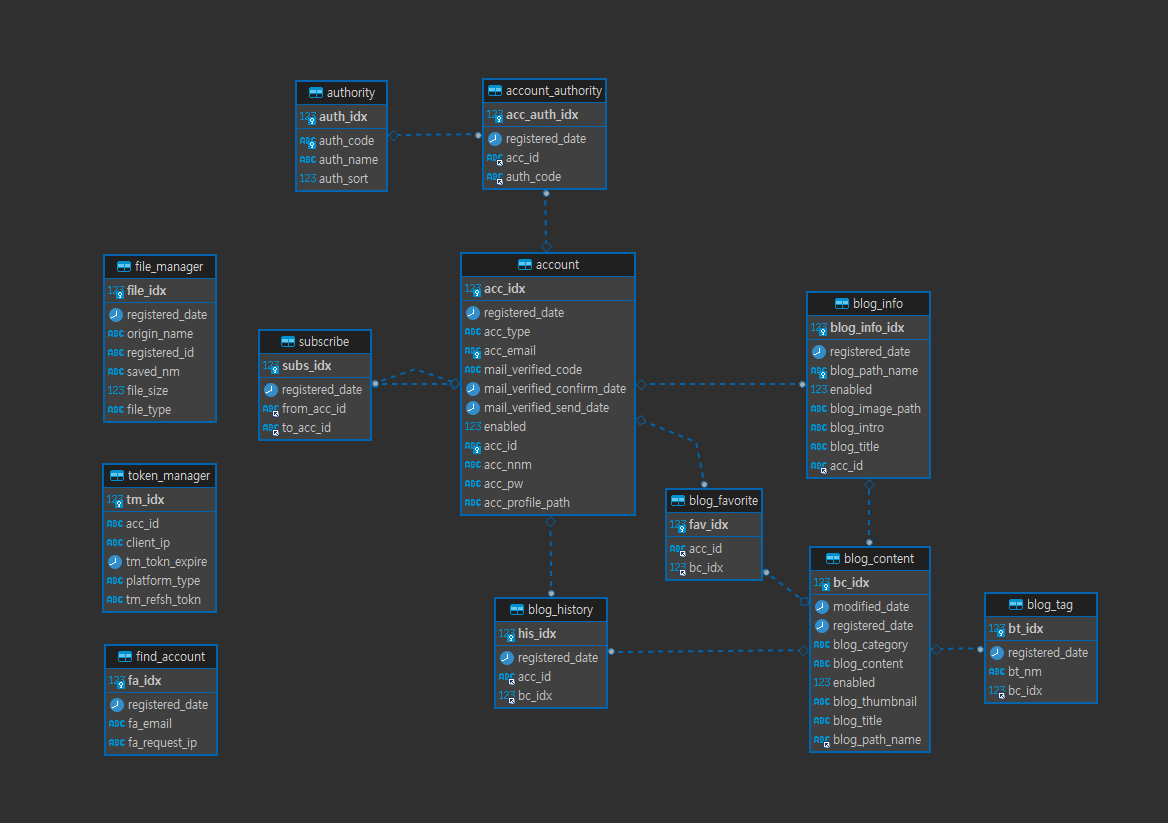 authority
123 auth_idx
ABC auth_code
ABC auth_name
123 auth_sort
account_authority
123 acc_auth_idx
registered_date
ABC acc_id
ABC auth_code
file_manager
123 file_idx
registered_date
ABC origin_name
ABC registered_id
ABC saved_nm
123 file_size
ABC file_type
subscribe
123 subs_idx
registered_date
ABC from_acc_id
ABC to_acc_id
account
123 acc_idx
registered_date
ABC acc_type
ABC acc_email
ABC mail_verified_code
mail_verified_confirm_date
mail_verified_send_date
123 enabled
ABC acc_id
ABC acc_nnm
ABC acc_pw
ABC acc_profile_path
blog_info
123 blog_info_idx
registered_date
ABC blog_path_name
123 enabled
ABC blog_image_path
ABC blog_intro
ABC blog_title
ABC acc_id
token_manager
123 tm_idx
ABC acc_id
ABC client_ip
tm_tokn_expire
ABC platform_type
ABC tm_refsh_tokn
blog_favorite
123 fav_idx
ABC acc_id
123 bc_idx
blog_content
123 bc_idx
modified_date
registered_date
ABC blog_category
ABC blog_content
123 enabled
ABC blog_thumbnail
ABC blog_title
ABC blog_path_name
blog_tag
123 bt_idx
registered_date
ABC bt_nm
123 bc_idx
blog_history
123 his_idx
registered_date
ABC acc_id
123 bc_idx
find_account
123 fa_idx
registered_date
ABC fa_email
ABC fa_request_ip